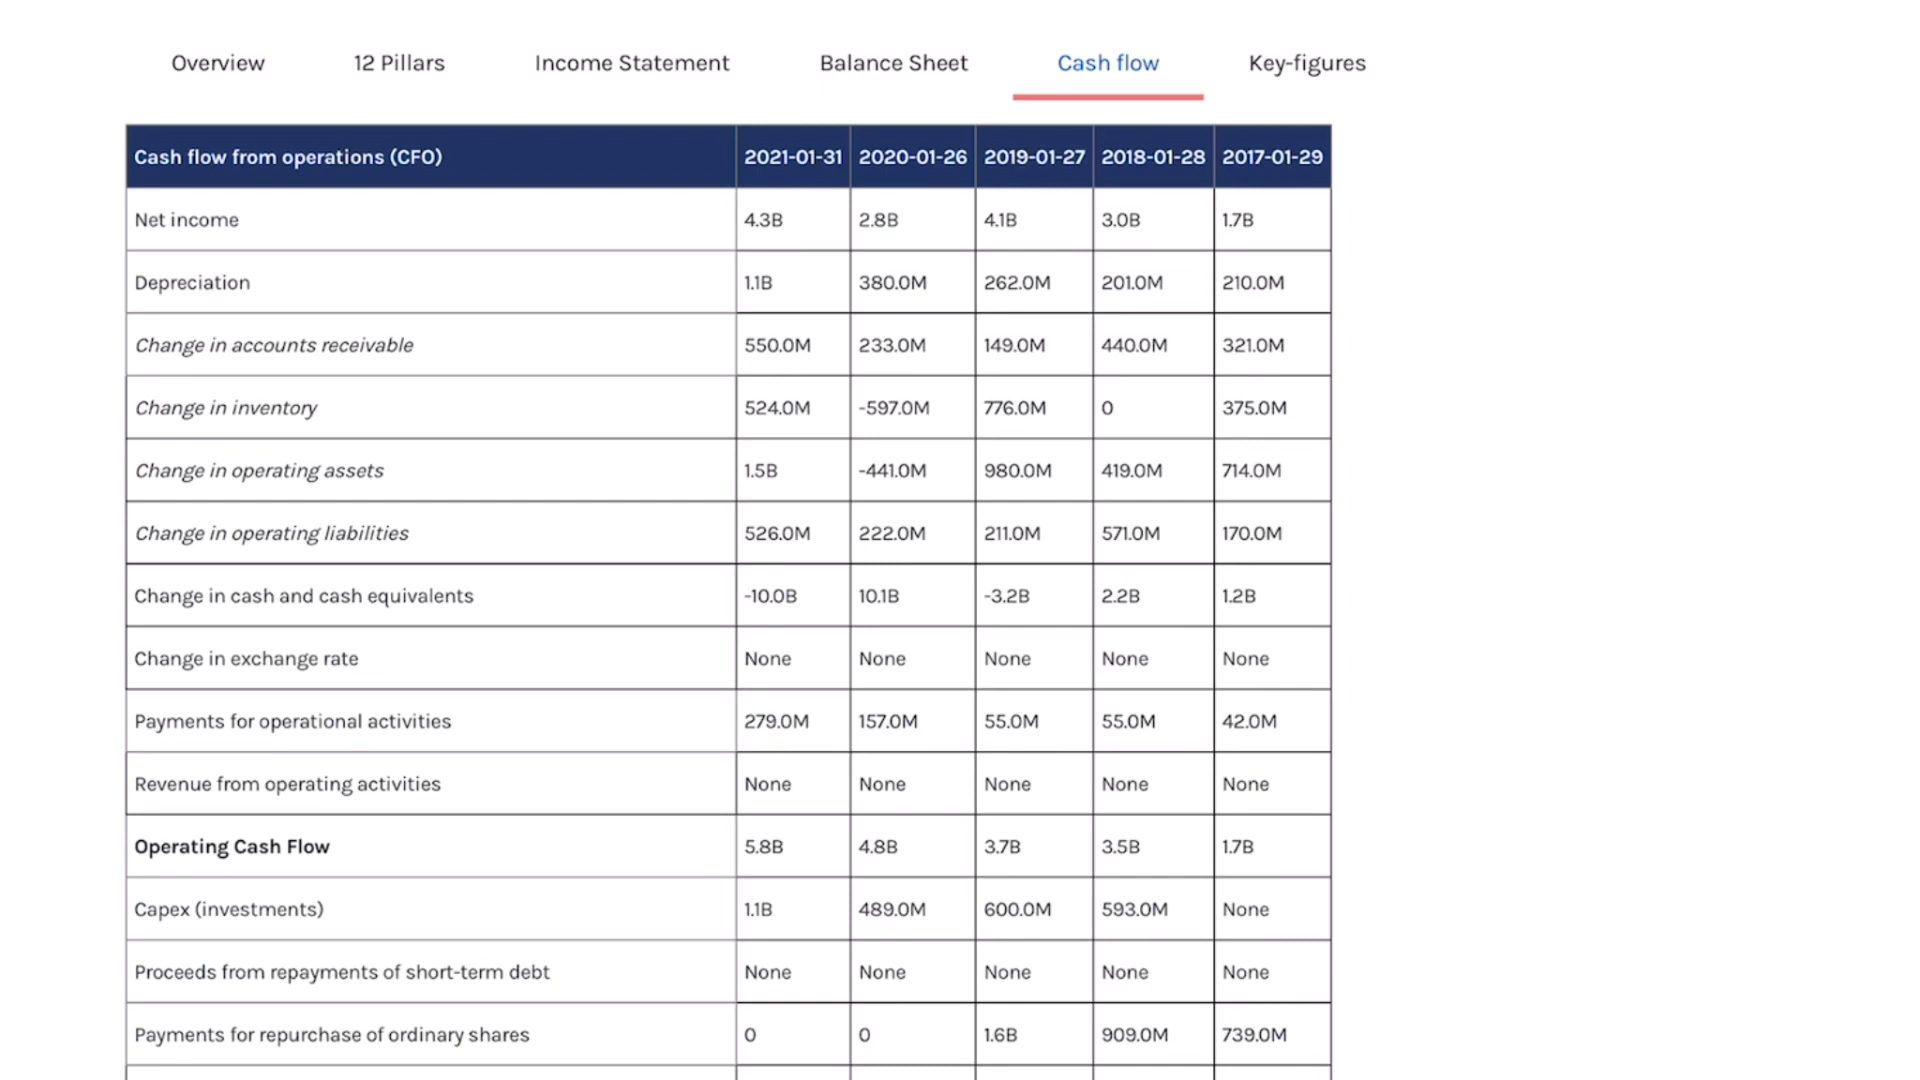 Overview 12 Pillars Income Statement Balance Sheet Cash flow Key-figures
Cash flow from operations (CFO) 2021-01-31 2020-01-26 2019-01-27 2018-01-28 2017-01-29
Net income 4.3B 2.8B 4.1B 3.0B 1.7B
Depreciation 1.1B 380.0M 262.0M 201.0M 210.0M
Change in accounts receivable 550.0M 233.0M 149.0M 440.0M 321.0M
Change in inventory 524.0M -597.0M 776.0M 0 375.0M
Change in operating assets 1.5B -441.0M 980.0M 419.0M 714.0M
Change in operating liabilities 526.0M 222.0M 211.0M 571.0M 170.0M
Change in cash and cash equivalents -10.0B 10.1B -3.2B 2.2B 1.2B
Change in exchange rate None None None None None
Payments for operational activities 279.0M 157.0M 55.0M 55.0M 42.0M
Revenue from operating activities None None None None None
Operating Cash Flow 5.8B 4.8B 3.7B 3.5B 1.7B
Capex (investments) 1.1B 489.0M 600.0M 593.0M None
Proceeds from repayments of short-term debt None None None None None
Payments for repurchase of ordinary shares 0 0 1.6B 909.0M 739.0M